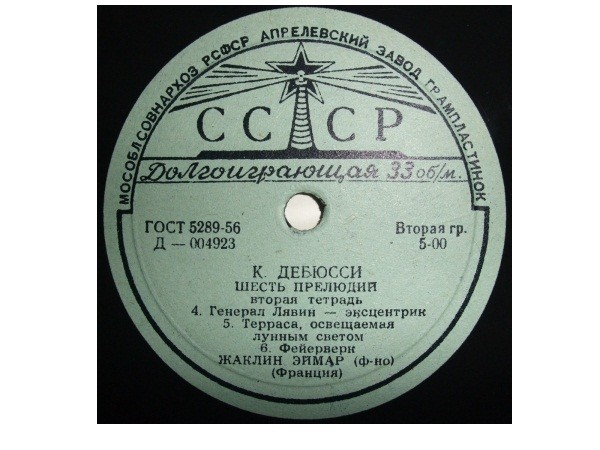 МОСОБЛСОВНАРХОЗ РСФСР АПРЕЛЕВСКИЙ ЗАВОД ГРАМПЛАСТИНОК
СССР
Долгоиграющая 33 об/м.
ГОСТ 5289-56
Д — 004923
Вторая гр.
5-00
К. ДЕБЮССИ
ШЕСТЬ ПРЕЛЮДИЙ
вторая тетрадь
4. Генерал Лявин — эксцентрик
5. Терраса, освещаемая
лунным светом
6. Фейерверк
ЖАКЛИН ЭЙМАР (ф-но)
(Франция)